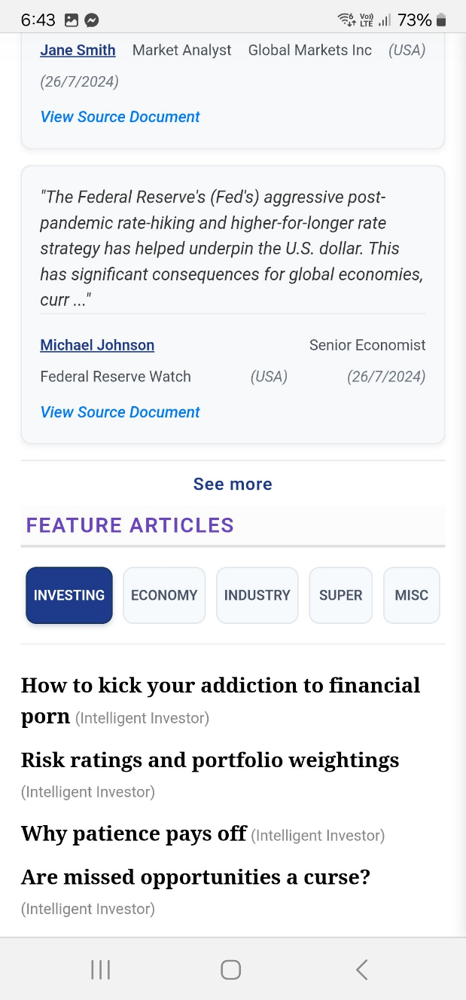 6:43 Vo)) LTE 73%
Jane Smith Market Analyst Global Markets Inc (USA)
(26/7/2024)
View Source Document
"The Federal Reserve's (Fed's) aggressive post-
pandemic rate-hiking and higher-for-longer rate
strategy has helped underpin the U.S. dollar. This
has significant consequences for global economies,
curr ..."
Michael Johnson Senior Economist
Federal Reserve Watch (USA) (26/7/2024)
View Source Document
See more
FEATURE ARTICLES
INVESTING ECONOMY INDUSTRY SUPER MISC
How to kick your addiction to financial
porn (Intelligent Investor)
Risk ratings and portfolio weightings
(Intelligent Investor)
Why patience pays off (Intelligent Investor)
Are missed opportunities a curse?
(Intelligent Investor)